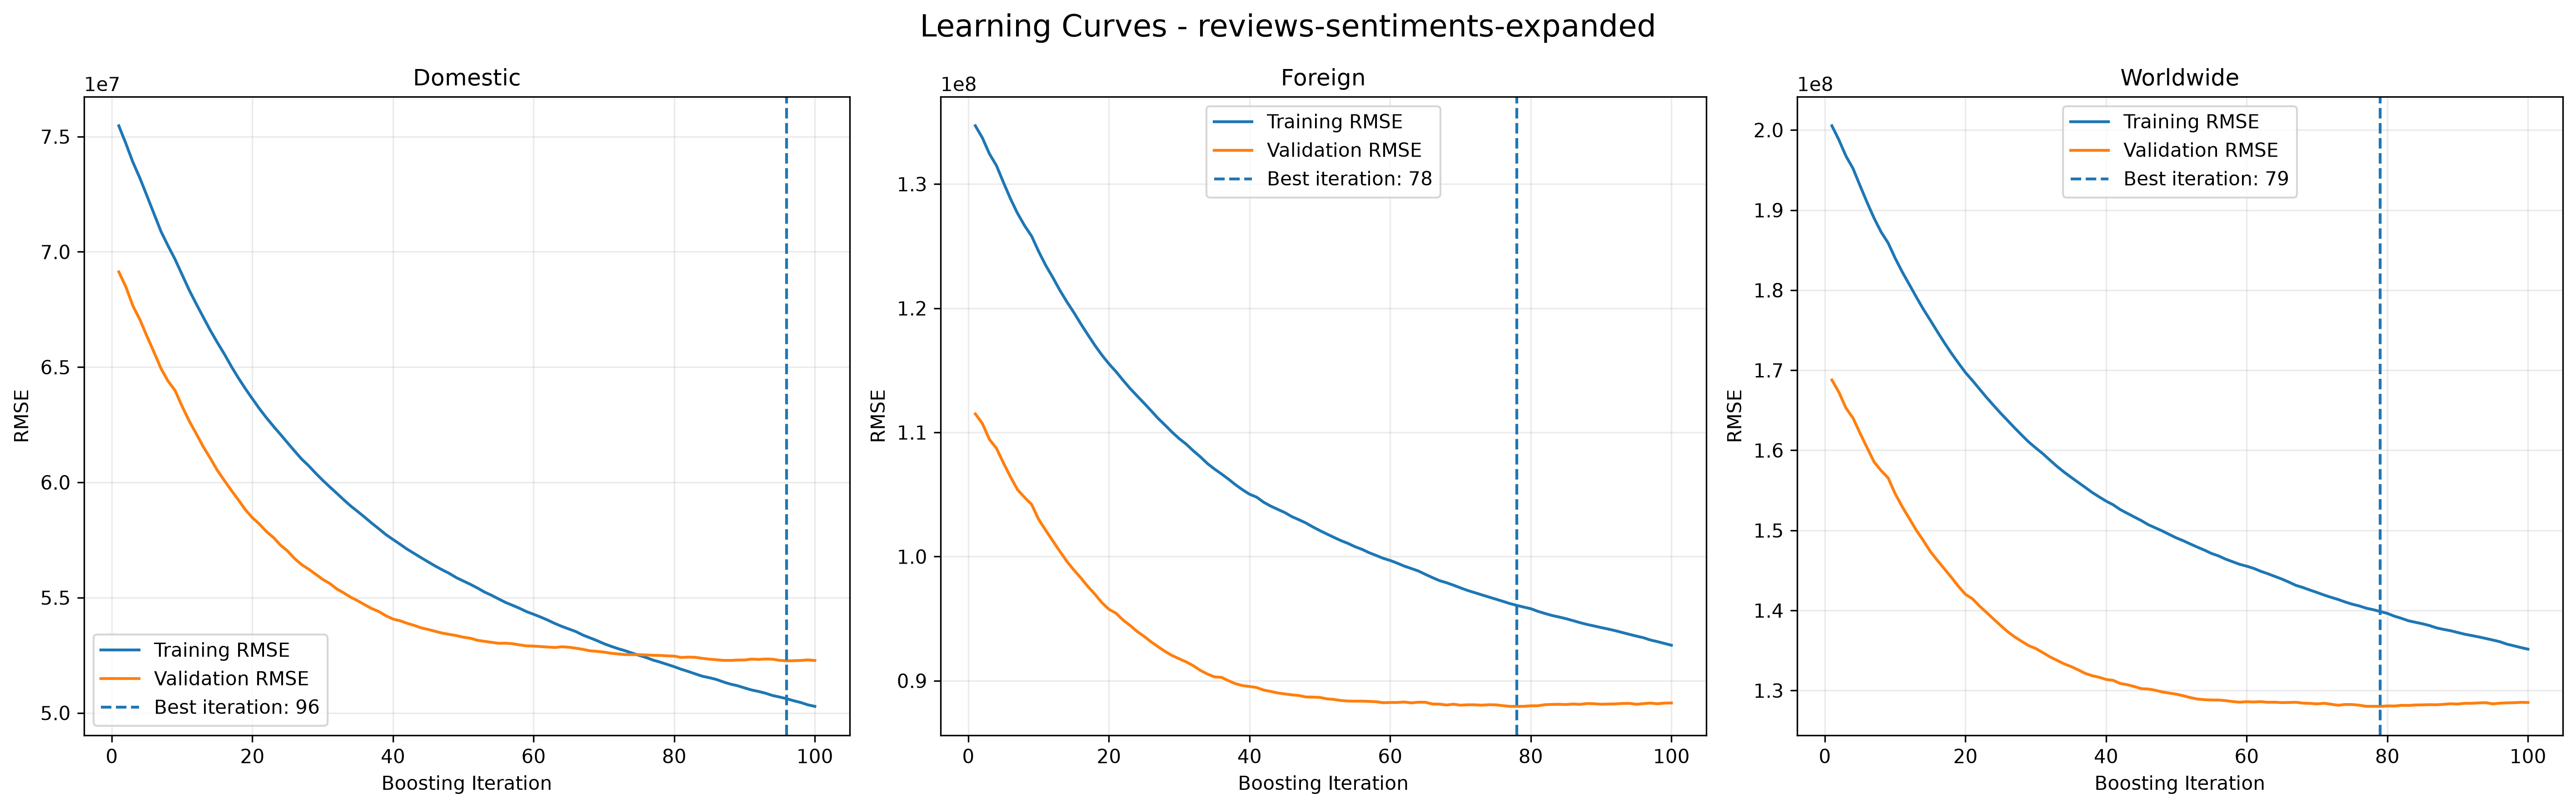 Learning Curves - reviews-sentiments-expanded
Domestic
1e7
7.5
7.0
6.5
6.0
5.5
5.0
RMSE
0 20 40 60 80 100
Boosting Iteration
Training RMSE
Validation RMSE
Best iteration: 96
Foreign
1e8
1.3
1.2
1.1
1.0
0.9
RMSE
0 20 40 60 80 100
Boosting Iteration
Training RMSE
Validation RMSE
Best iteration: 78
Worldwide
1e8
2.0
1.9
1.8
1.7
1.6
1.5
1.4
1.3
RMSE
0 20 40 60 80 100
Boosting Iteration
Training RMSE
Validation RMSE
Best iteration: 79